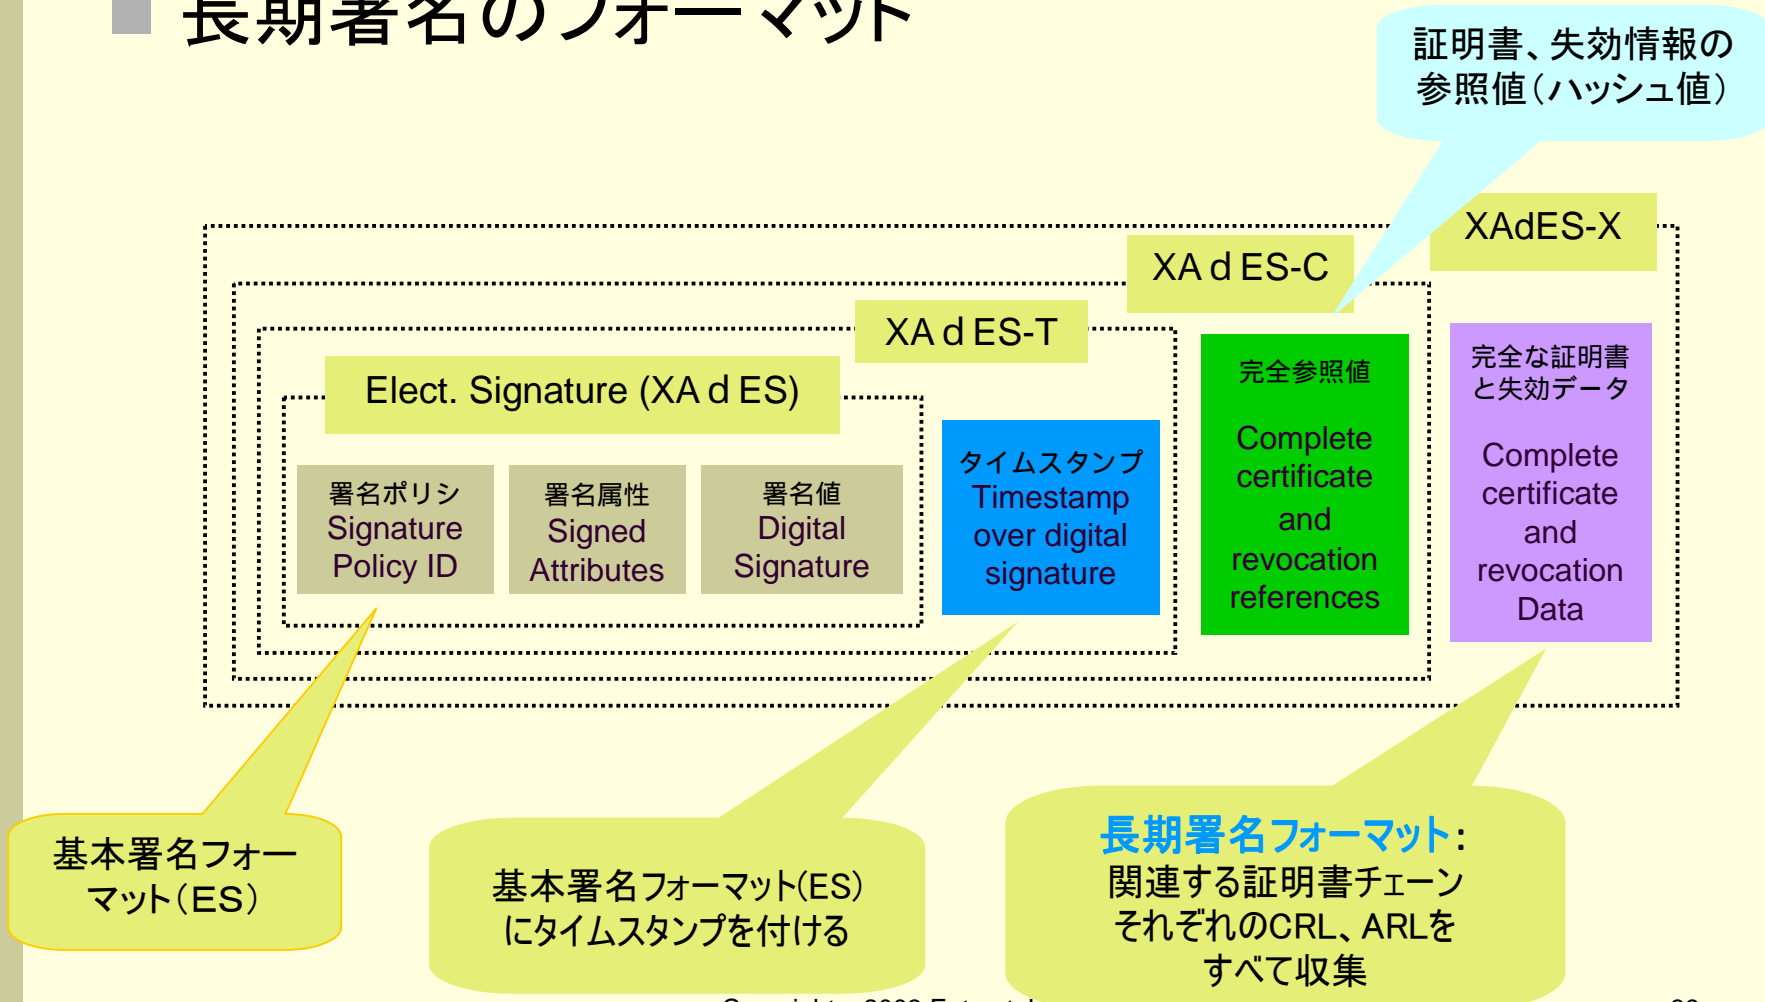 長期署名のフォーマット
証明書、失効情報の
参照値（ハッシュ値）
XAdES-X
XAｄES-C
XAｄES-T
Elect. Signature (XAｄES)
署名ポリシ
Signature
Policy ID
署名属性
Signed
Attributes
署名値
Digital
Signature
タイムスタンプ
Timestamp
over digital
signature
完全参照値
Complete
certificate
and
revocation
references
完全な証明書
と失効データ
Complete
certificate
and
revocation
Data
基本署名フォー
マット（ES）
基本署名フォーマット(ES)
にタイムスタンプを付ける
長期署名フォーマット：
関連する証明書チェーン
それぞれのCRL、ARLを
すべて収集